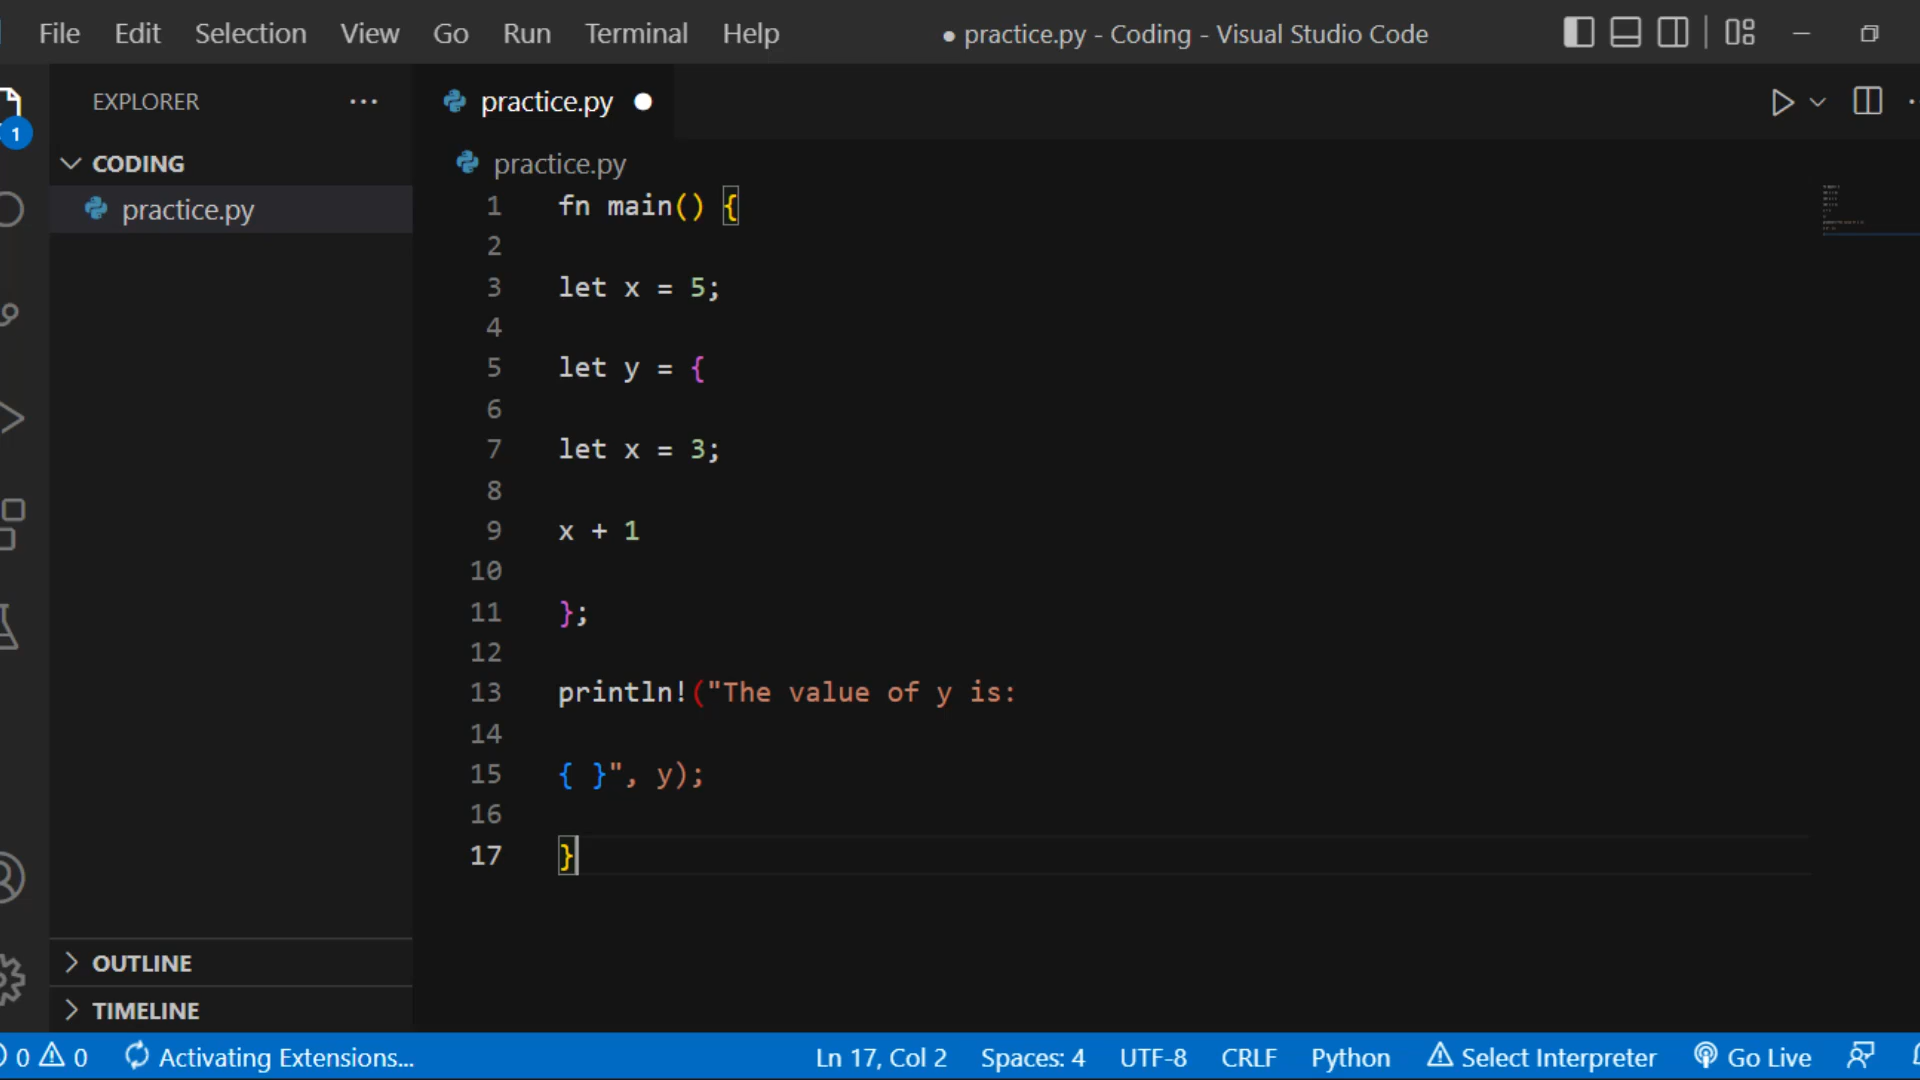 File Edit Selection View Go Run Terminal Help
● practice.py - Coding - Visual Studio Code
EXPLORER ...
1
CODING
practice.py
practice.py
practice.py
1 fn main() {
2
3 let x = 5;
4
5 let y = {
6
7 let x = 3;
8
9 x + 1
10
11 };
12
13 println!("The value of y is:
14
15 { }", y);
16
17 }
OUTLINE
TIMELINE
0 0 Activating Extensions... Ln 17, Col 2 Spaces: 4 UTF-8 CRLF Python Select Interpreter Go Live